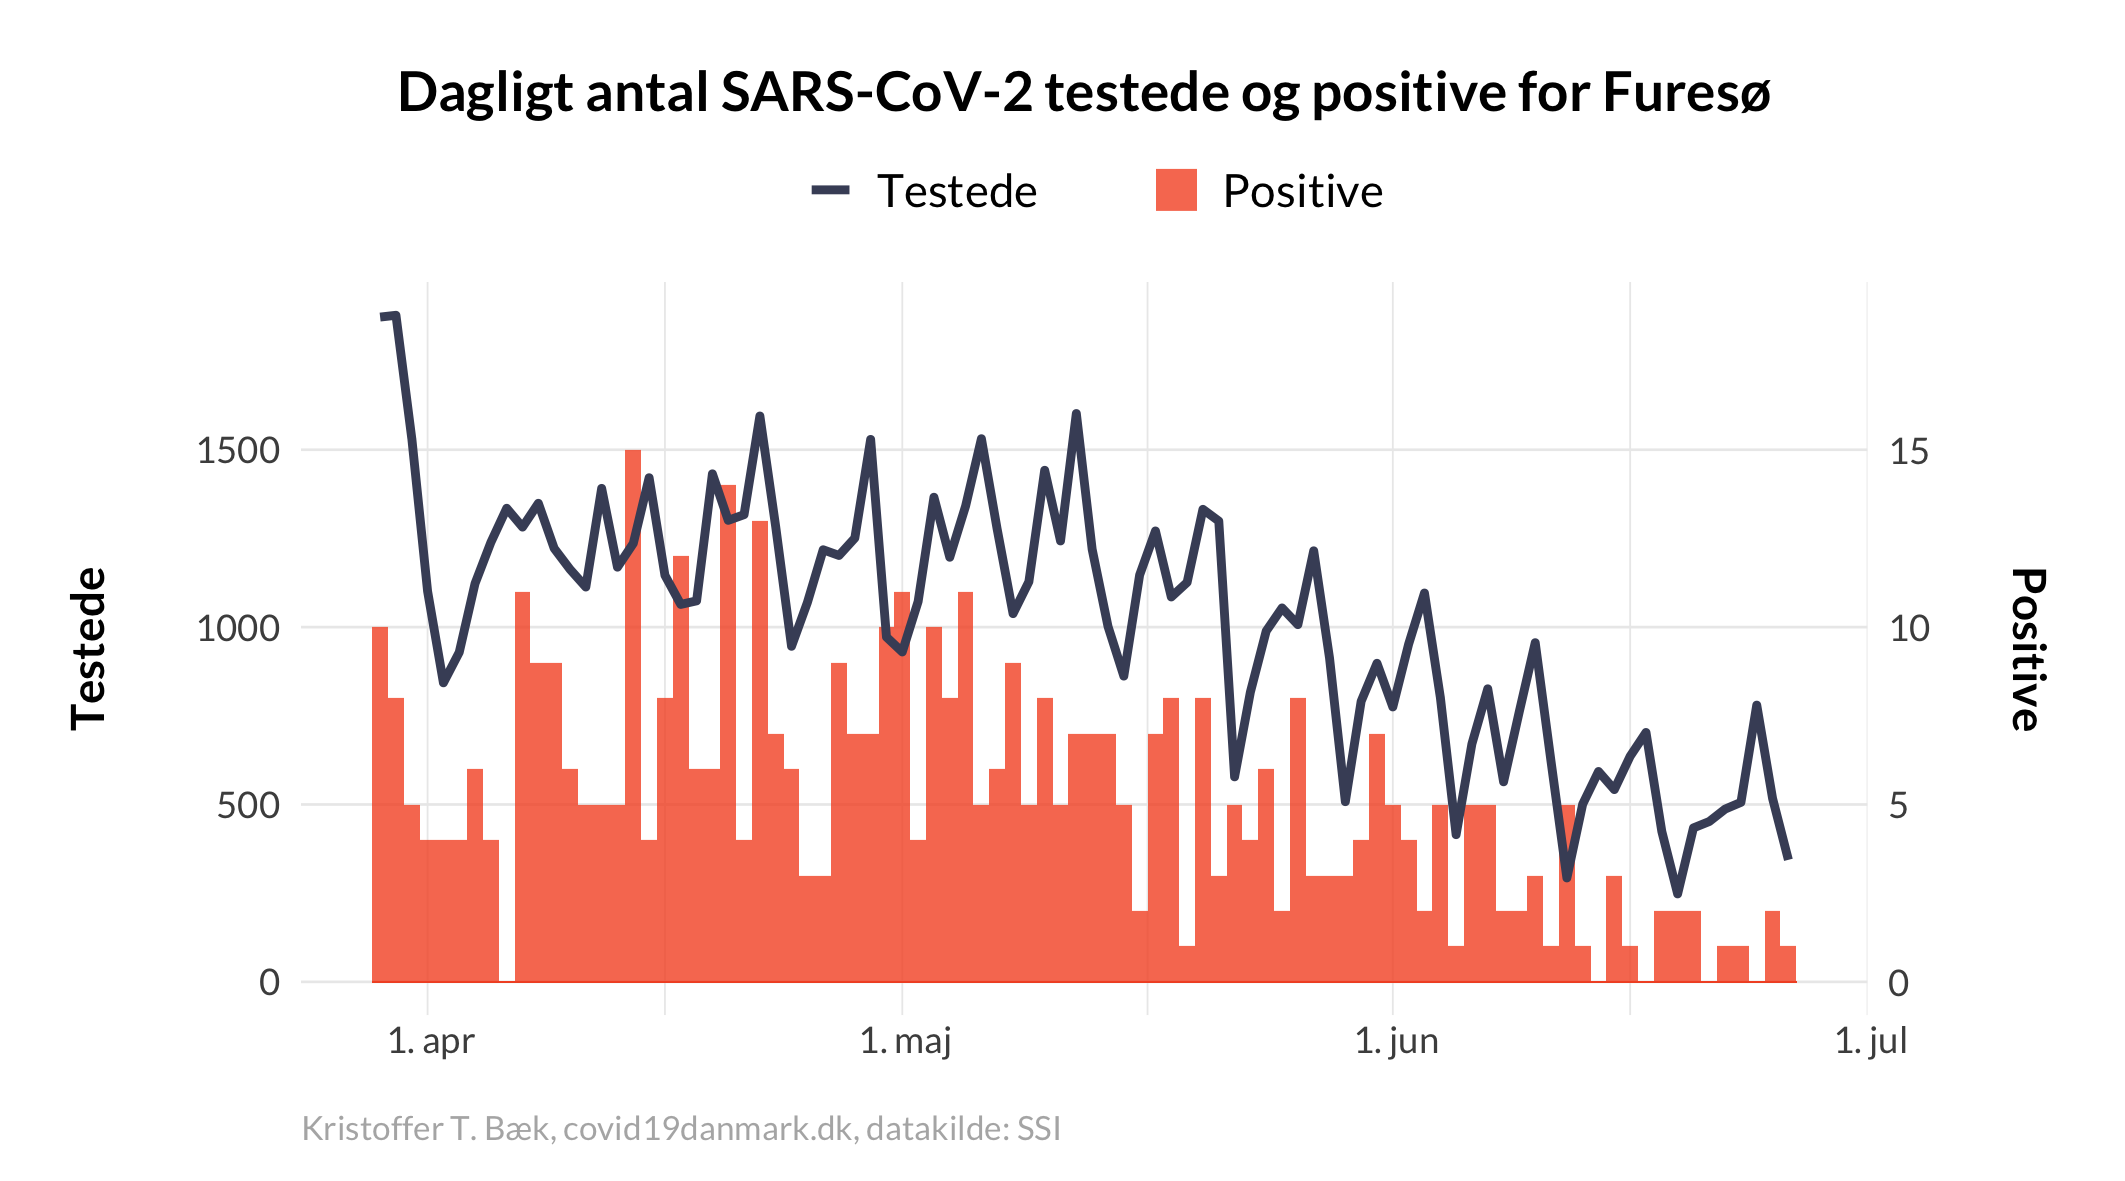 Dagligt antal SARS-CoV-2 testede og positive for Furesø
Testede
Positive
1500
1000
500
0
Testede
15
10
5
0
Positive
1. apr
1. maj
1. jun
1. jul
Kristoffer T. Bæk, covid19danmark.dk, datakilde: SSI